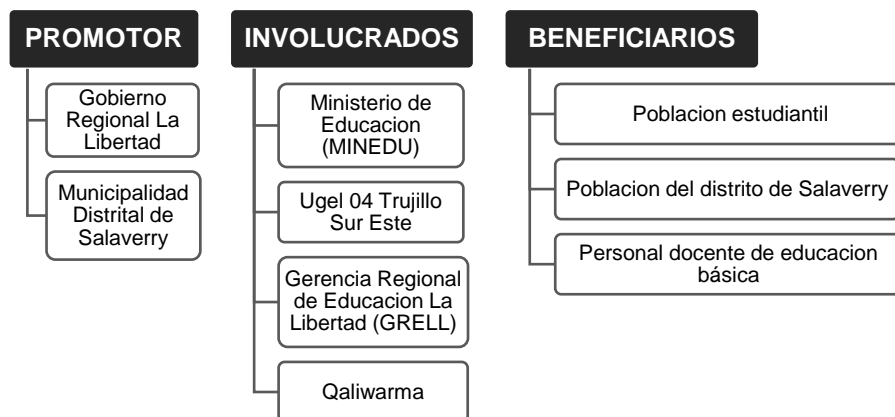 PROMOTOR
Gobierno
Regional La
Libertad
Municipalidad
Distrital de
Salaverry
INVOLUCRADOS
Ministerio de
Educacion
(MINEDU)
Ugel 04 Trujillo
Sur Este
Gerencia Regional
de Educacion La
Libertad (GRELL)
Qaliwarma
BENEFICIARIOS
Poblacion estudiantil
Poblacion del distrito de Salaverry
Personal docente de educacion
básica